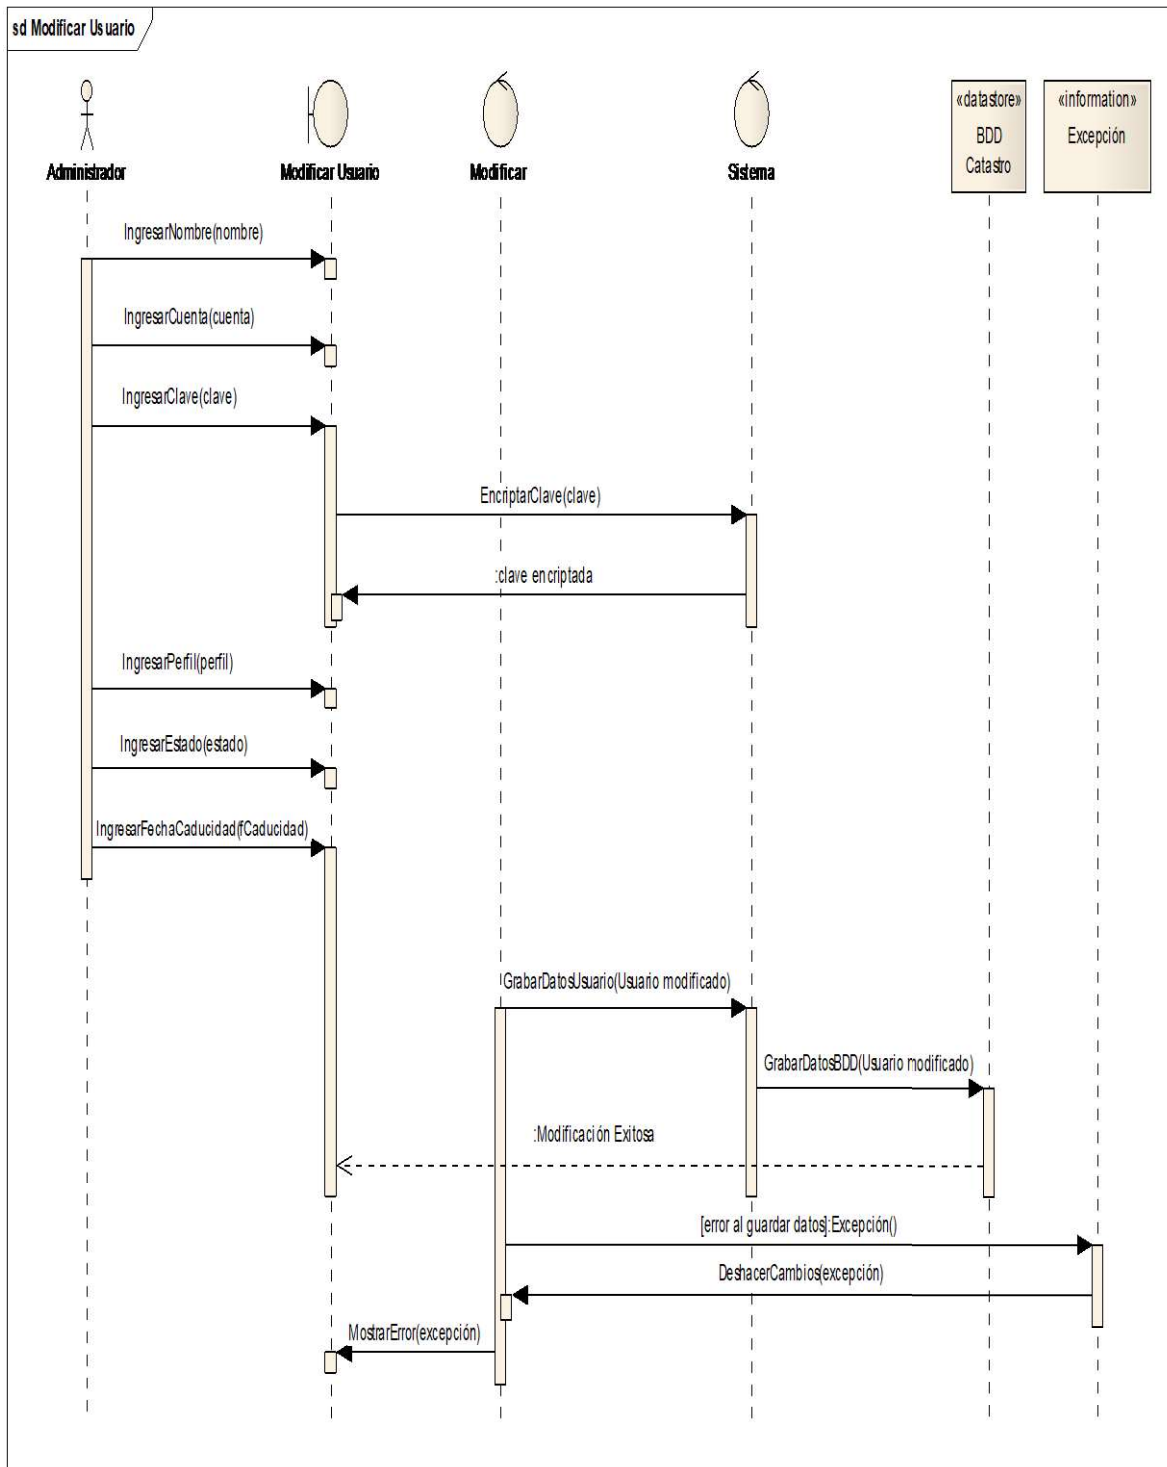 sd Modificar Usuario
«datastore»
BDD
Catastro
«information»
Excepción
Administrador
Modificar Usuario
Modificar
Sistema
IngresarNombre(nombre)
IngresarCuenta(cuenta)
IngresarClave(clave)
EncriptarClave(clave)
:clave encriptada
IngresarPerfil(perfil)
IngresarEstado(estado)
IngresarFechaCaducidad(fCaducidad)
GrabarDatosUsuario(Usuario modificado)
GrabarDatosBDD(Usuario modificado)
:Modificación Exitosa
[error al guardar datos]:Excepción()
DeshacerCambios(excepción)
MostrarError(excepción)